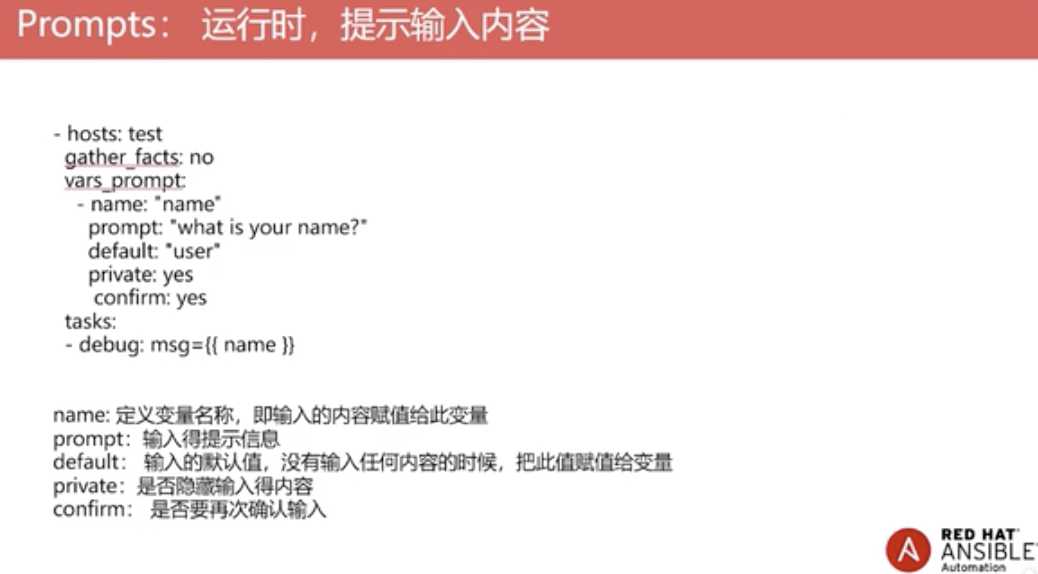 Prompts： 运行时，提示输入内容
- hosts: test
gather_facts: no
vars_prompt:
- name: "name"
prompt: "what is your name?"
default: "user"
private: yes
confirm: yes
tasks:
- debug: msg={{ name }}
name: 定义变量名称，即输入的内容赋值给此变量
prompt：输入得提示信息
default： 输入的默认值，没有输入任何内容的时候，把此值赋值给变量
private：是否隐藏输入得内容
confirm： 是否要再次确认输入
RED HAT
ANSIBLE
Automation